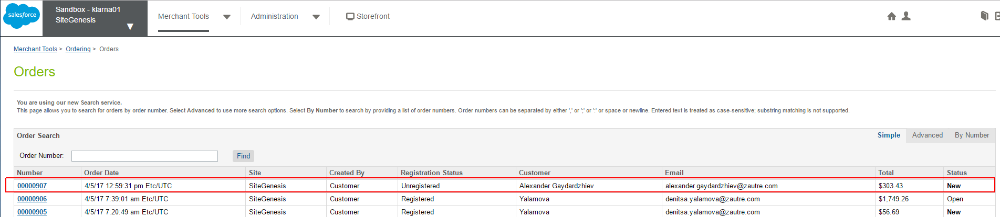 salesforce
Sandbox - klarna01
SiteGenesis
Merchant Tools Administration Storefront
Merchant Tools > Ordering > Orders
Orders
You are using our new Search service.
This page allows you to search for orders by order number. Select Advanced to use more search options. Select By Number to search by providing a list of order numbers. Order numbers can be separated by either ',' or ';' or ':' or space or newline. Entered text is treated as case-sensitive; substring matching is not supported.
Order Search Simple Advanced By Number
Order Number: Find
Number Order Date Site Created By Registration Status Customer Email Total Status
00000907 4/5/17 12:59:31 pm Etc/UTC SiteGenesis Customer Unregistered Alexander Gaydardzhiev alexander.gaydardzhiev@zautre.com $303.43 New
00000906 4/5/17 7:39:01 am Etc/UTC SiteGenesis Customer Registered Yalamova denitsa.yalamova@zautre.com $1,749.26 Open
00000905 4/5/17 7:20:49 am Etc/UTC SiteGenesis Customer Registered Yalamova denitsa.yalamova@zautre.com $56.69 New